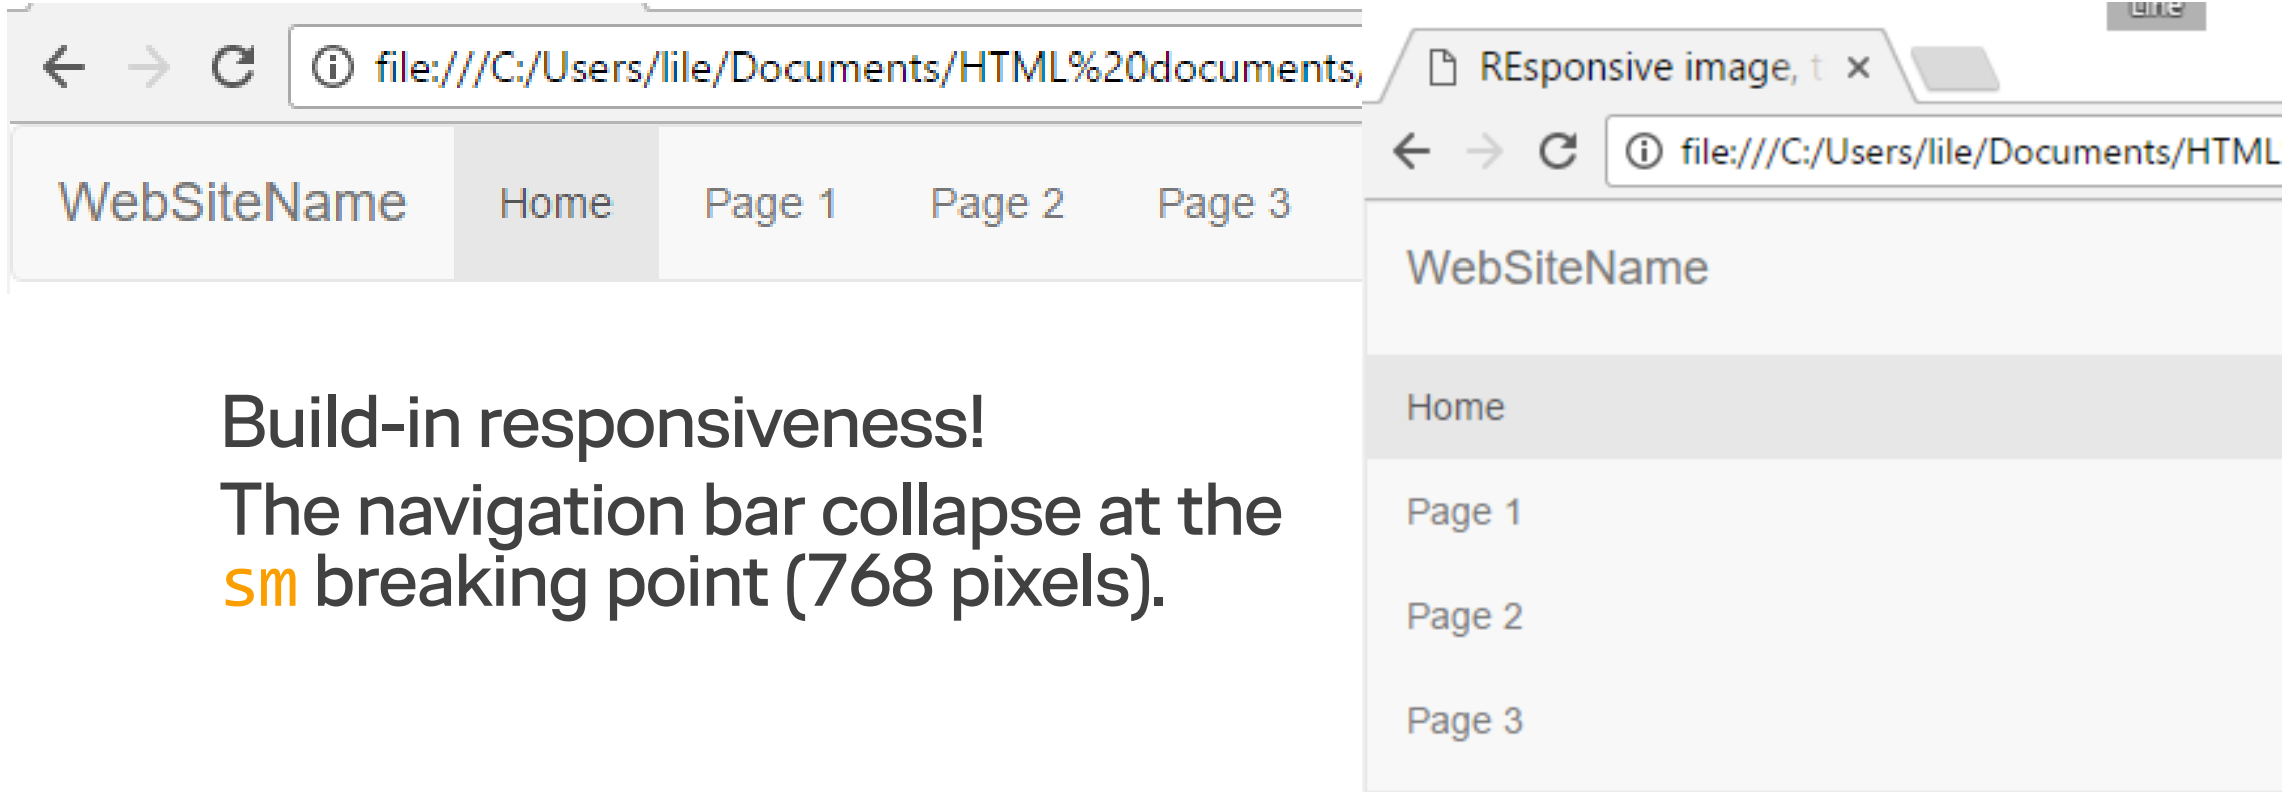 file:///C:/Users/lile/Documents/HTML%20documents/
WebSiteName Home Page 1 Page 2 Page 3
Build-in responsiveness!
The navigation bar collapse at the
sm breaking point (768 pixels).
Line
REsponsive image, t
file:///C:/Users/lile/Documents/HTML
WebSiteName
Home
Page 1
Page 2
Page 3